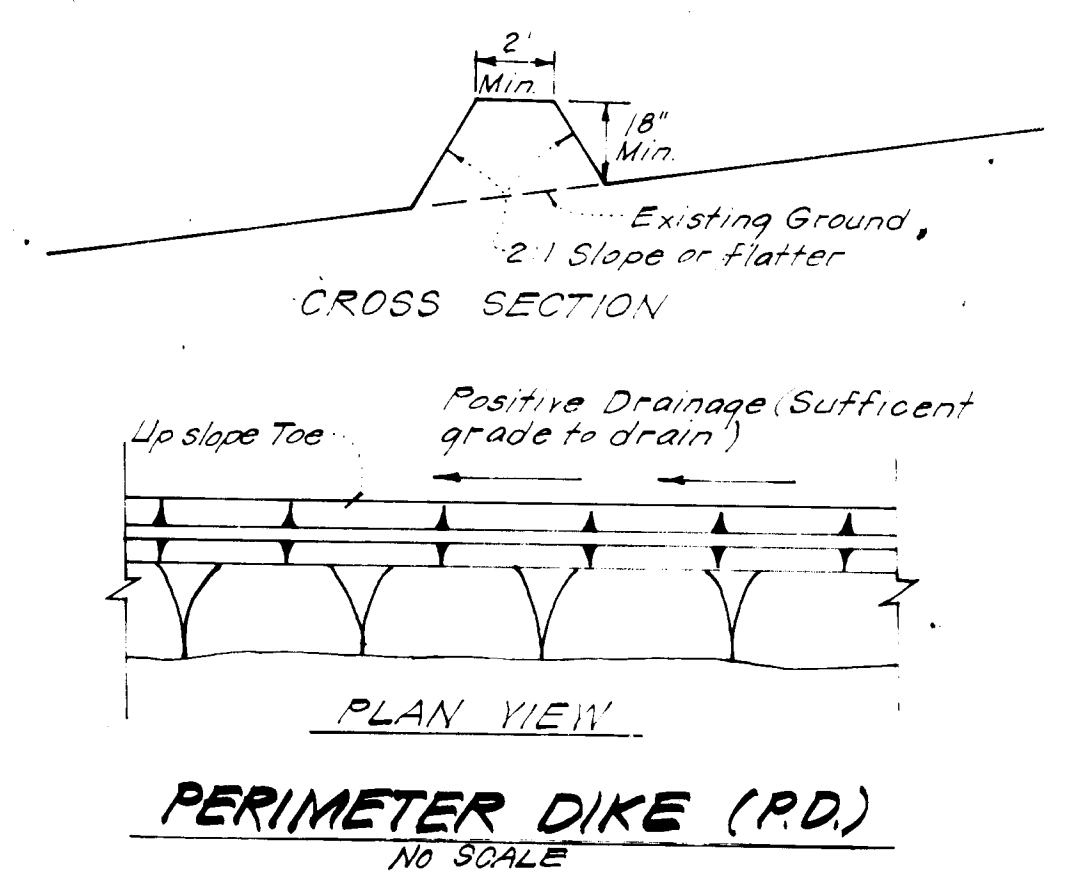 2'
Min.
18"
Min.
Existing Ground
2:1 Slope or flatter
CROSS SECTION
Positive Drainage (Sufficent
grade to drain)
Up slope Toe
PLAN VIEW
PERIMETER DIKE (P.D.)
NO SCALE